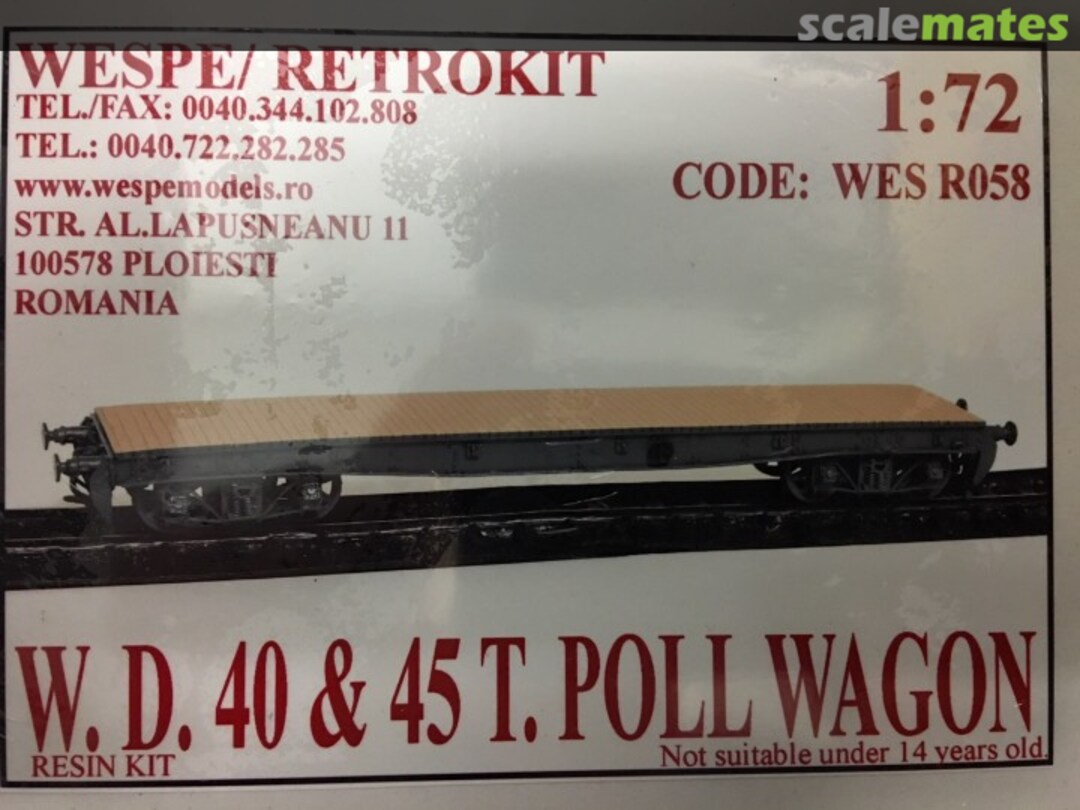 scalemates
WESPE/ RETROKIT
1:72
TEL./FAX: 0040.344.102.808
TEL.: 0040.722.282.285
CODE: WES R058
www.wespemodels.ro
STR. AL.LAPUSNEANU 11
100578 PLOIESTI
ROMANIA
W. D. 40 & 45 T. POLL WAGON
RESIN KIT
Not suitable under 14 years old.